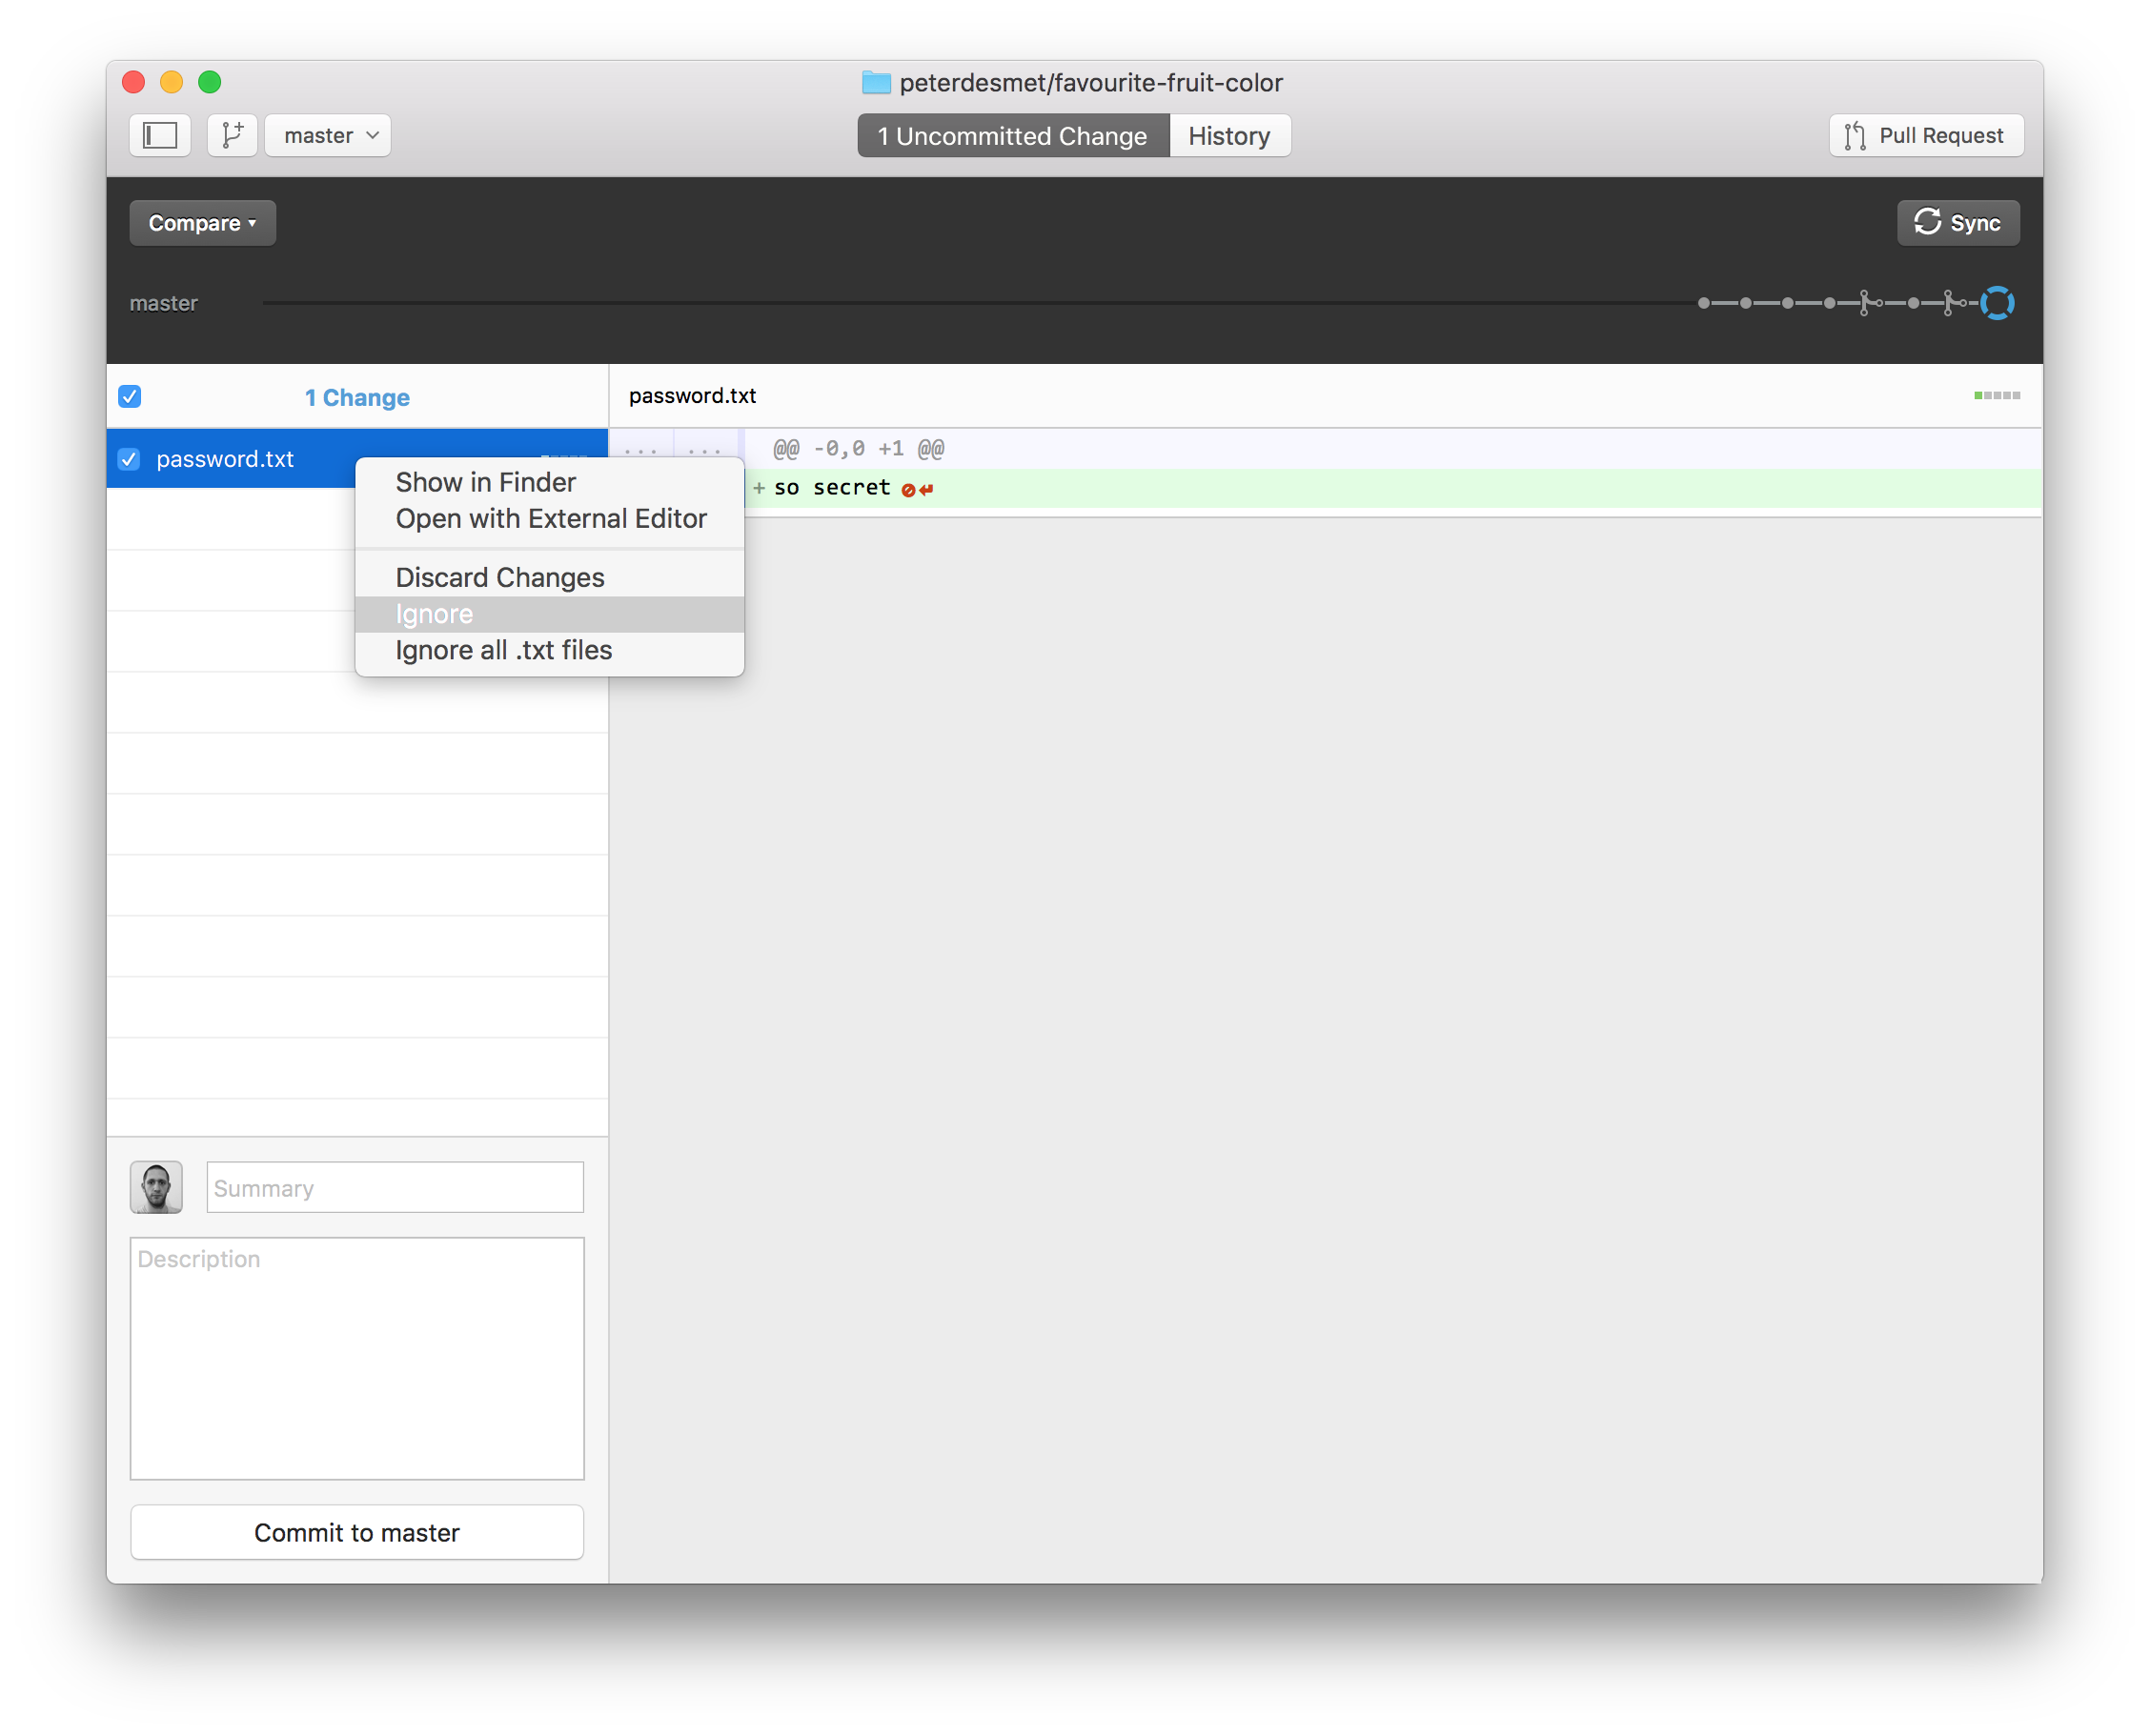 peterdesmet/favourite-fruit-color
master
1 Uncommitted Change
History
Pull Request
Compare
Sync
master
1 Change
password.txt
password.txt
... ... @@ -0,0 +1 @@
+ so secret
Show in Finder
Open with External Editor
Discard Changes
Ignore
Ignore all .txt files
Summary
Description
Commit to master